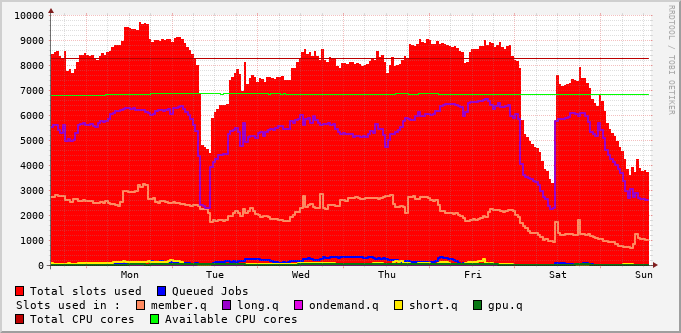 10000
9000
8000
7000
6000
5000
4000
3000
2000
1000
0
Mon Tue Wed Thu Fri Sat Sun
RRDTOOL / TOBI OETIKER
Total slots used Queued Jobs
Slots used in : member.q long.q ondemand.q short.q gpu.q
Total CPU cores Available CPU cores